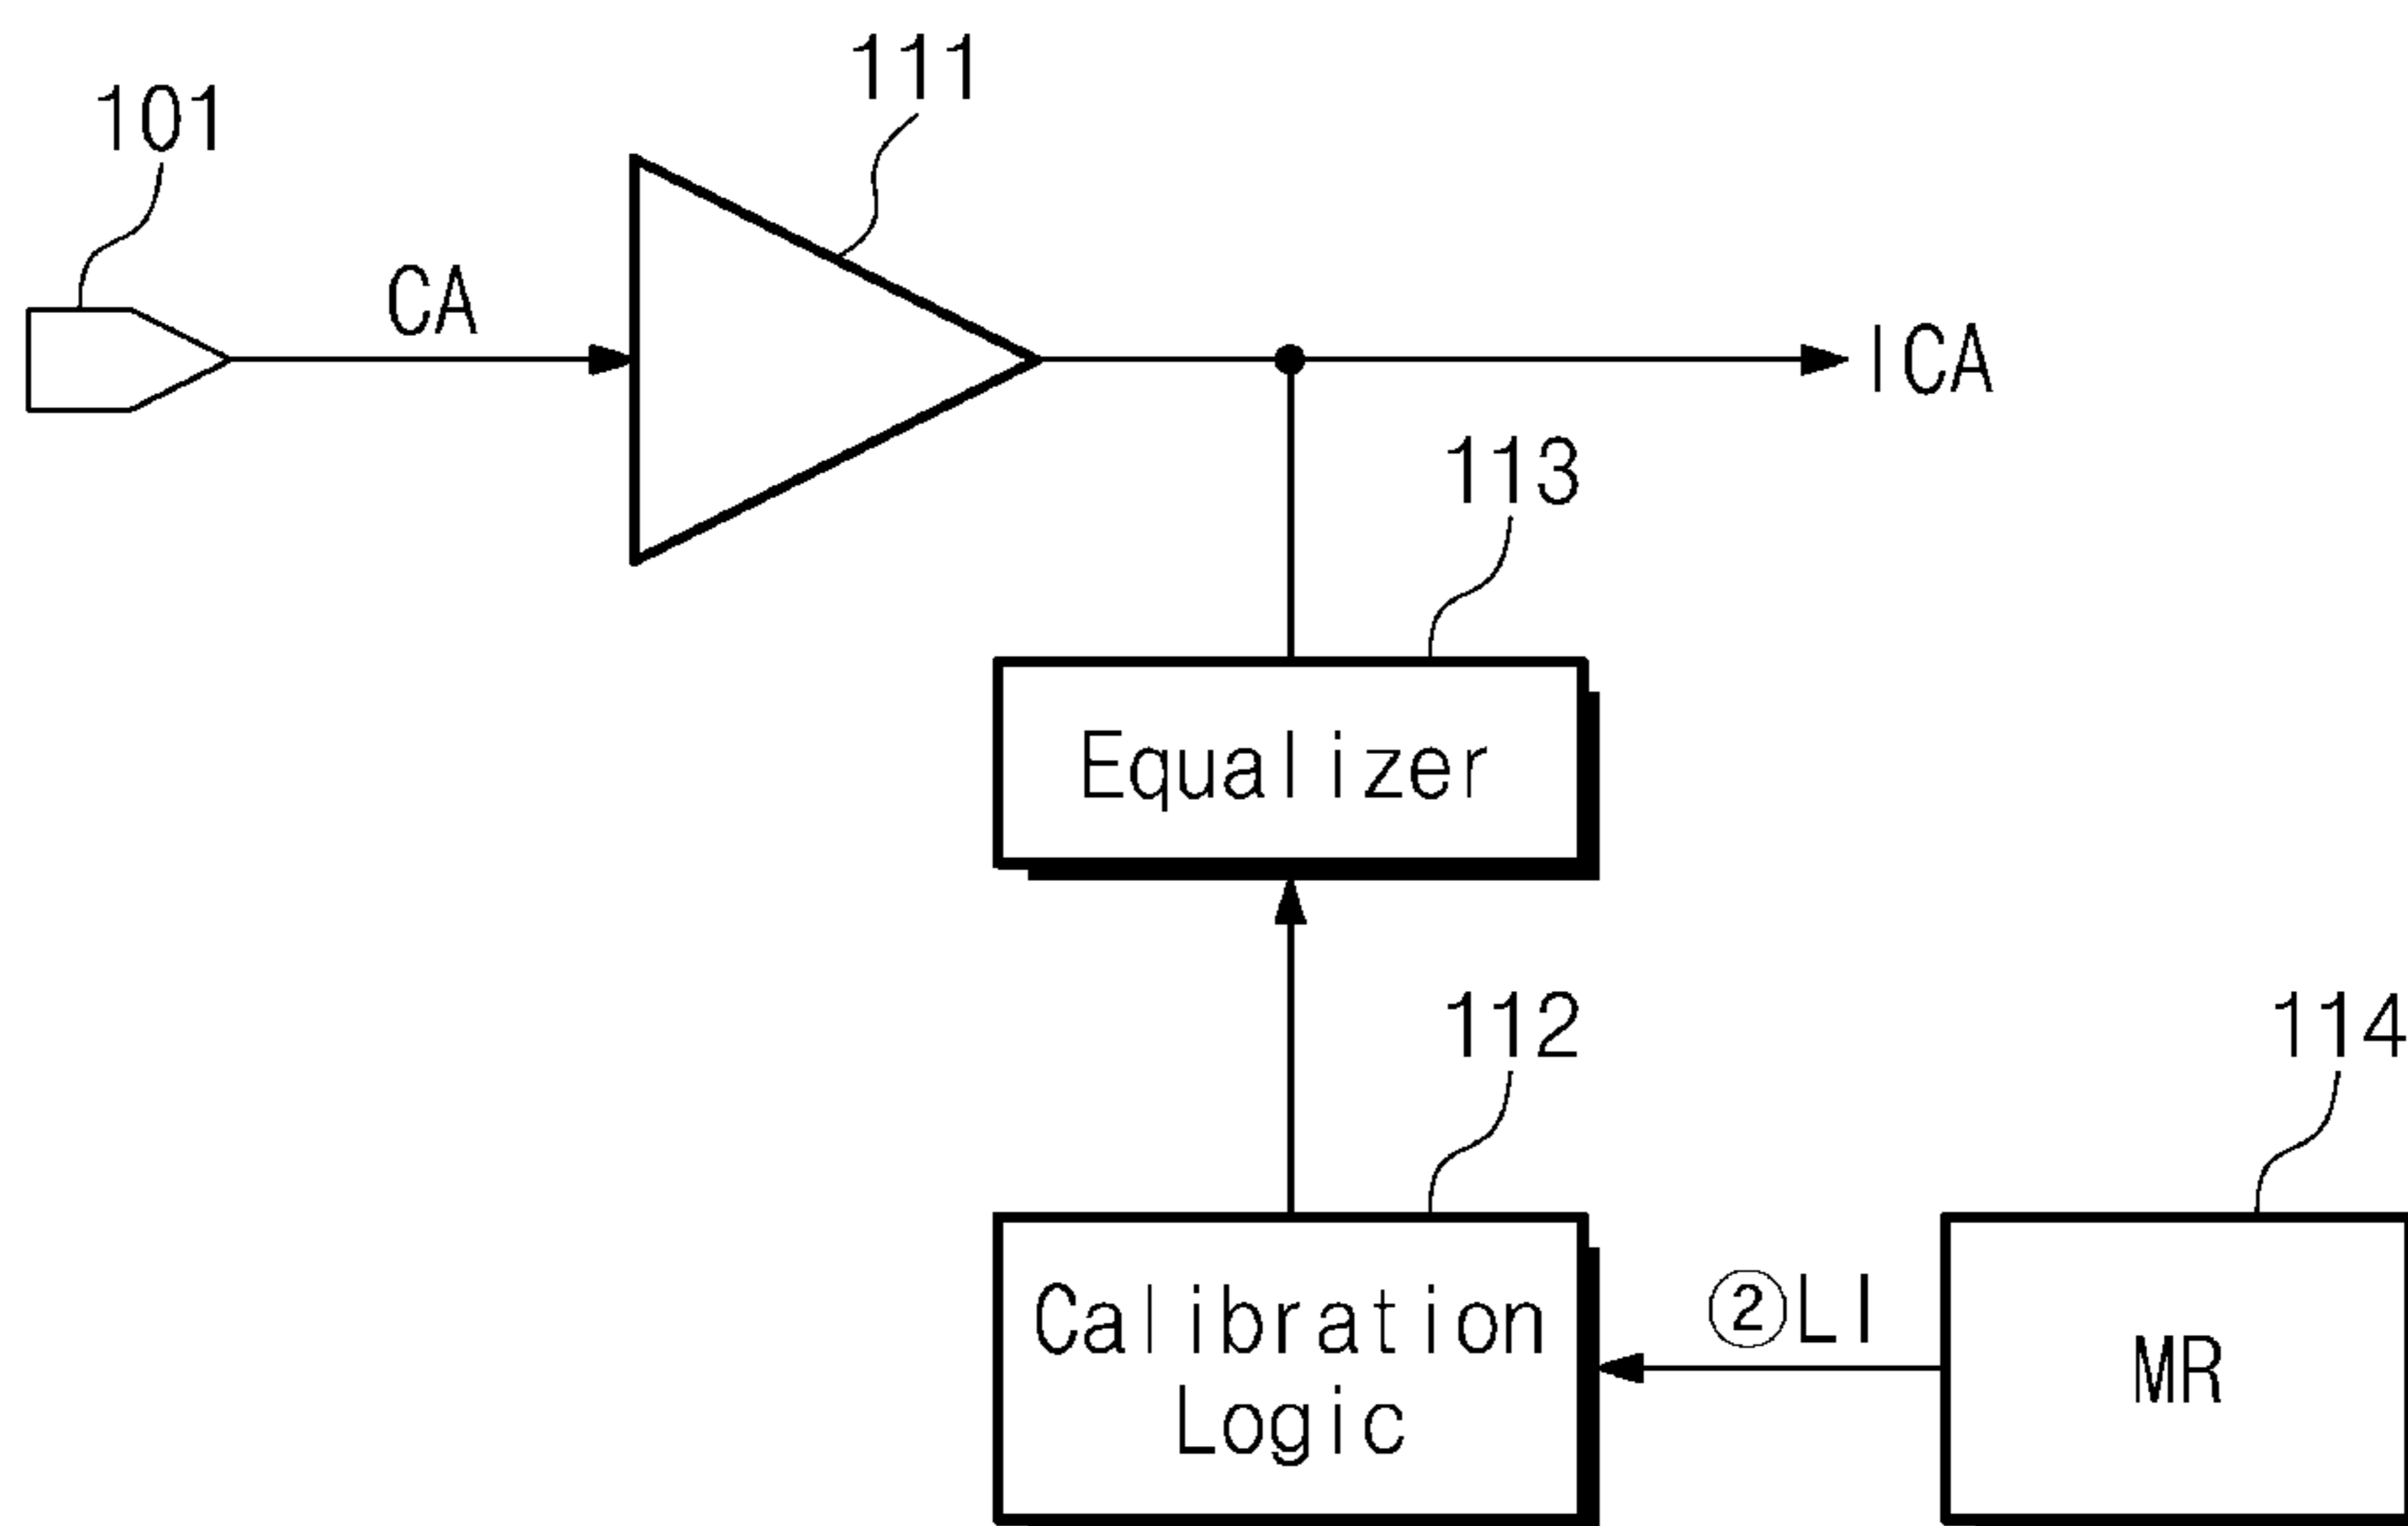 111
101
CA
ICA
113
Equalizer
112
114
Calibration
Logic
②LI
MR